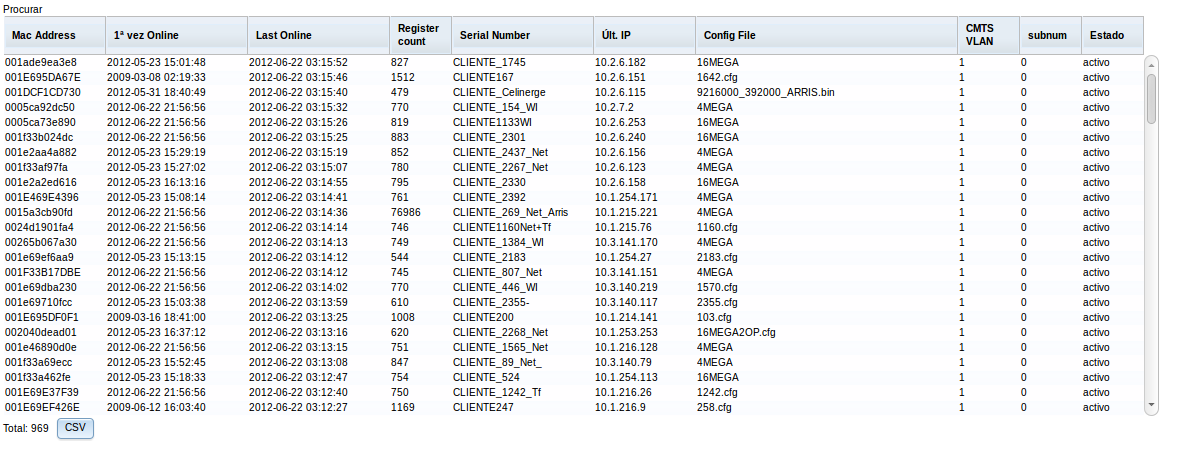 Procurar
Mac Address 1ª vez Online Last Online Register count Serial Number Últ. IP Config File CMTS VLAN subnum Estado
001ade9ea3e8 2012-05-23 15:01:48 2012-06-22 03:15:52 827 CLIENTE_1745 10.2.6.182 16MEGA 1 0 activo
001E695DA67E 2009-03-08 02:19:33 2012-06-22 03:15:46 1512 CLIENTE167 10.2.6.151 1642.cfg 1 0 activo
001DCF1CD730 2012-05-31 18:40:49 2012-06-22 03:15:40 479 CLIENTE_Celinerge 10.2.6.115 9216000_392000_ARRIS.bin 1 0 activo
0005ca92dc50 2012-06-22 21:56:56 2012-06-22 03:15:32 770 CLIENTE_154_WI 10.2.7.2 4MEGA 1 0 activo
0005ca73e890 2012-06-22 21:56:56 2012-06-22 03:15:26 819 CLIENTE1133WI 10.2.6.253 16MEGA 1 0 activo
001f33b024dc 2012-06-22 21:56:56 2012-06-22 03:15:25 883 CLIENTE_2301 10.2.6.240 16MEGA 1 0 activo
001e2aa4a882 2012-05-23 15:29:19 2012-06-22 03:15:19 852 CLIENTE_2437_Net 10.2.6.156 4MEGA 1 0 activo
001f33af97fa 2012-05-23 15:27:02 2012-06-22 03:15:07 780 CLIENTE_2267_Net 10.2.6.123 4MEGA 1 0 activo
001e2a2ed616 2012-05-23 16:13:16 2012-06-22 03:14:55 795 CLIENTE_2330 10.2.6.158 16MEGA 1 0 activo
001E469E4396 2012-05-23 15:08:14 2012-06-22 03:14:41 761 CLIENTE_2392 10.1.254.171 4MEGA 1 0 activo
0015a3cb90fd 2012-06-22 21:56:56 2012-06-22 03:14:36 76986 CLIENTE_269_Net_Arris 10.1.215.221 4MEGA 1 0 activo
0024d1901fa4 2012-06-22 21:56:56 2012-06-22 03:14:14 746 CLIENTE1160Net+Tf 10.1.215.76 1160.cfg 1 0 activo
00265b067a30 2012-06-22 21:56:56 2012-06-22 03:14:13 749 CLIENTE_1384_WI 10.3.141.170 4MEGA 1 0 activo
001e69ef6aa9 2012-05-23 15:13:15 2012-06-22 03:14:12 544 CLIENTE_2183 10.1.254.27 2183.cfg 1 0 activo
001F33B17DBE 2012-06-22 21:56:56 2012-06-22 03:14:12 745 CLIENTE_807_Net 10.3.141.151 4MEGA 1 0 activo
001e69dba230 2012-06-22 21:56:56 2012-06-22 03:14:02 770 CLIENTE_446_WI 10.3.140.219 1570.cfg 1 0 activo
001e69710fcc 2012-05-23 15:03:38 2012-06-22 03:13:59 610 CLIENTE_2355- 10.3.140.117 2355.cfg 1 0 activo
001E695DF0F1 2009-03-16 18:41:00 2012-06-22 03:13:25 1008 CLIENTE200 10.1.214.141 103.cfg 1 0 activo
002040dead01 2012-05-23 16:37:12 2012-06-22 03:13:16 620 CLIENTE_2268_Net 10.1.253.253 16MEGA2OP.cfg 1 0 activo
001e46890d0e 2012-06-22 21:56:56 2012-06-22 03:13:15 751 CLIENTE_1565_Net 10.1.216.128 4MEGA 1 0 activo
001f33a69ecc 2012-05-23 15:52:45 2012-06-22 03:13:08 847 CLIENTE_89_Net_ 10.3.140.79 4MEGA 1 0 activo
001f33a462fe 2012-05-23 15:18:33 2012-06-22 03:12:47 754 CLIENTE_524 10.1.254.113 16MEGA 1 0 activo
001E69E37F39 2012-06-22 21:56:56 2012-06-22 03:12:40 750 CLIENTE_1242_Tf 10.1.216.26 1242.cfg 1 0 activo
001E69EF426E 2009-06-12 16:03:40 2012-06-22 03:12:27 1169 CLIENTE247 10.1.216.9 258.cfg 1 0 activo
Total: 969 CSV